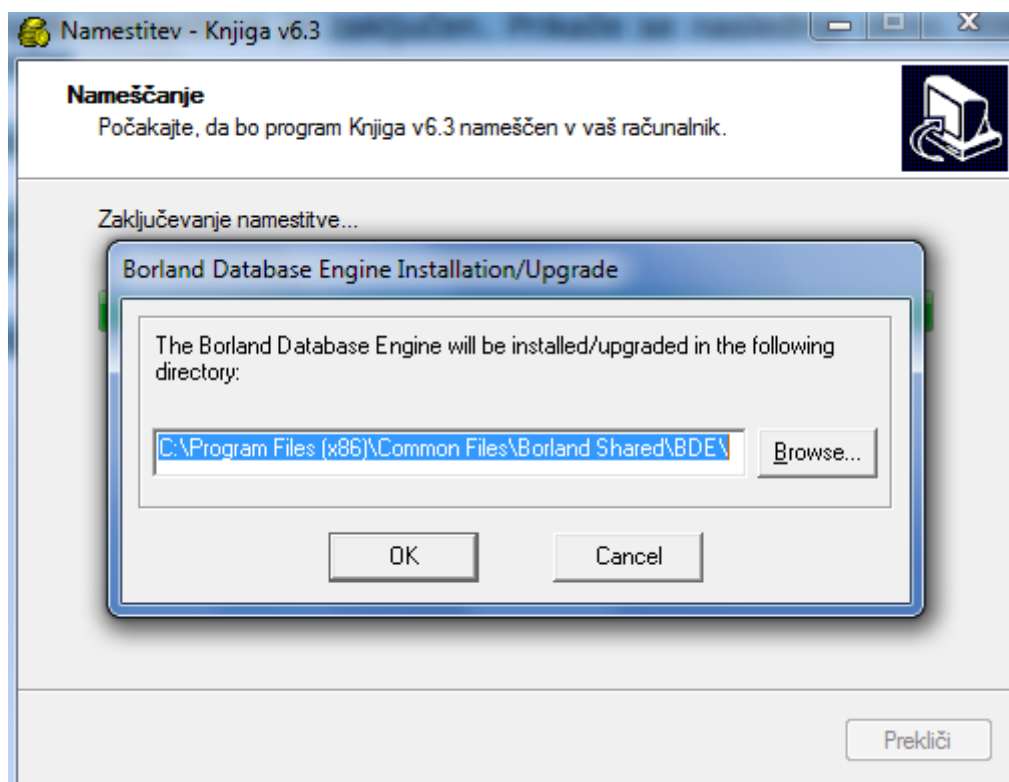 Namestitev - Knjiga v6.3
Nameščanje
Počakajte, da bo program Knjiga v6.3 nameščen v vaš računalnik.
Zaključevanje namestitve...
Borland Database Engine Installation/Upgrade
The Borland Database Engine will be installed/upgraded in the following
directory:
C:\Program Files (x86)\Common Files\Borland Shared\BDE\
Browse...
OK
Cancel
Prekliči